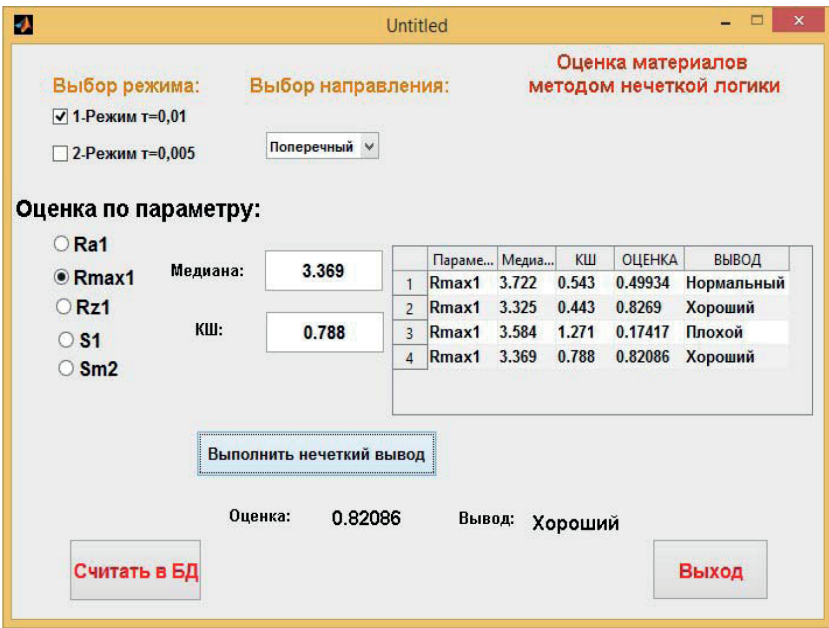 Untitled
Оценка материалов
методом нечеткой логики
Выбор режима:
Выбор направления:
1-Режим т=0,01
2-Режим т=0,005
Поперечный
Оценка по параметру:
Ra1
Rmax1
Rz1
S1
Sm2
Медиана:
3.369
КШ:
0.788
Параме... Медиа... КШ ОЦЕНКА ВЫВОД
1 Rmax1 3.722 0.543 0.49934 Нормальный
2 Rmax1 3.325 0.443 0.8269 Хороший
3 Rmax1 3.584 1.271 0.17417 Плохой
4 Rmax1 3.369 0.788 0.82086 Хороший
Выполнить нечеткий вывод
Оценка: 0.82086 Вывод: Хороший
Считать в БД
Выход